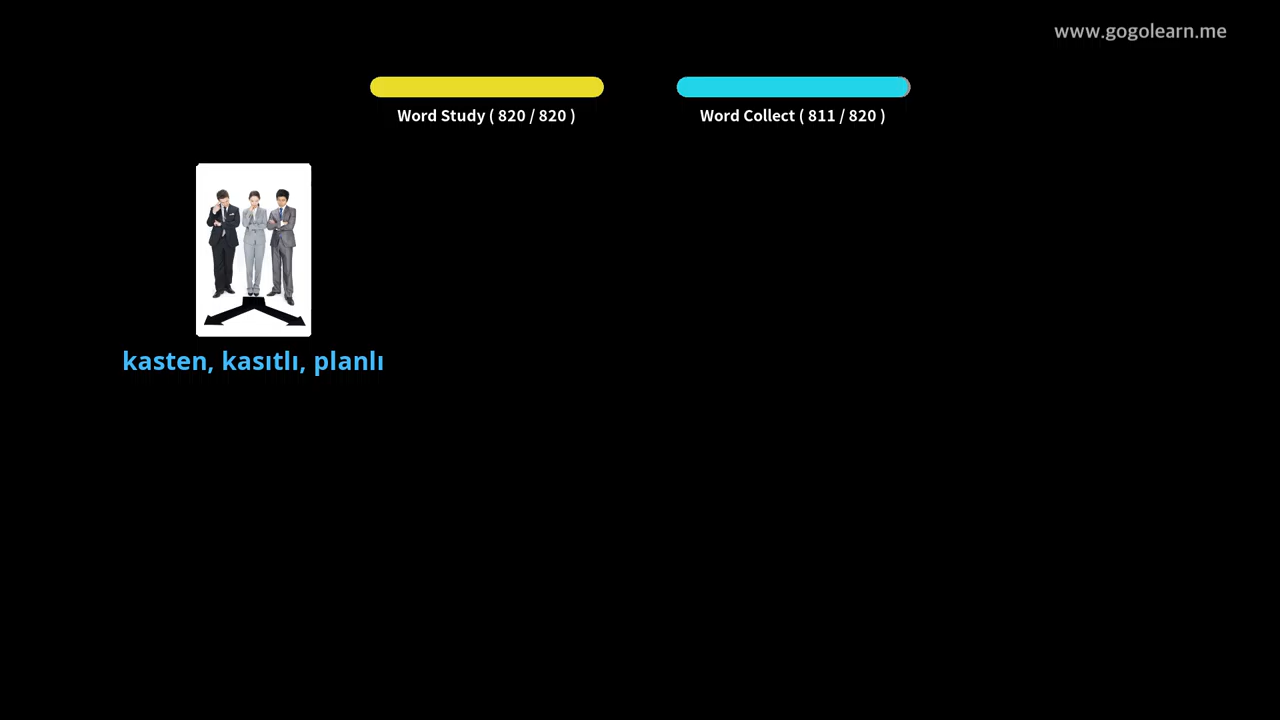 www.gogolearn.me
Word Study ( 820 / 820 )
Word Collect ( 811 / 820 )
kasten, kasıtlı, planlı